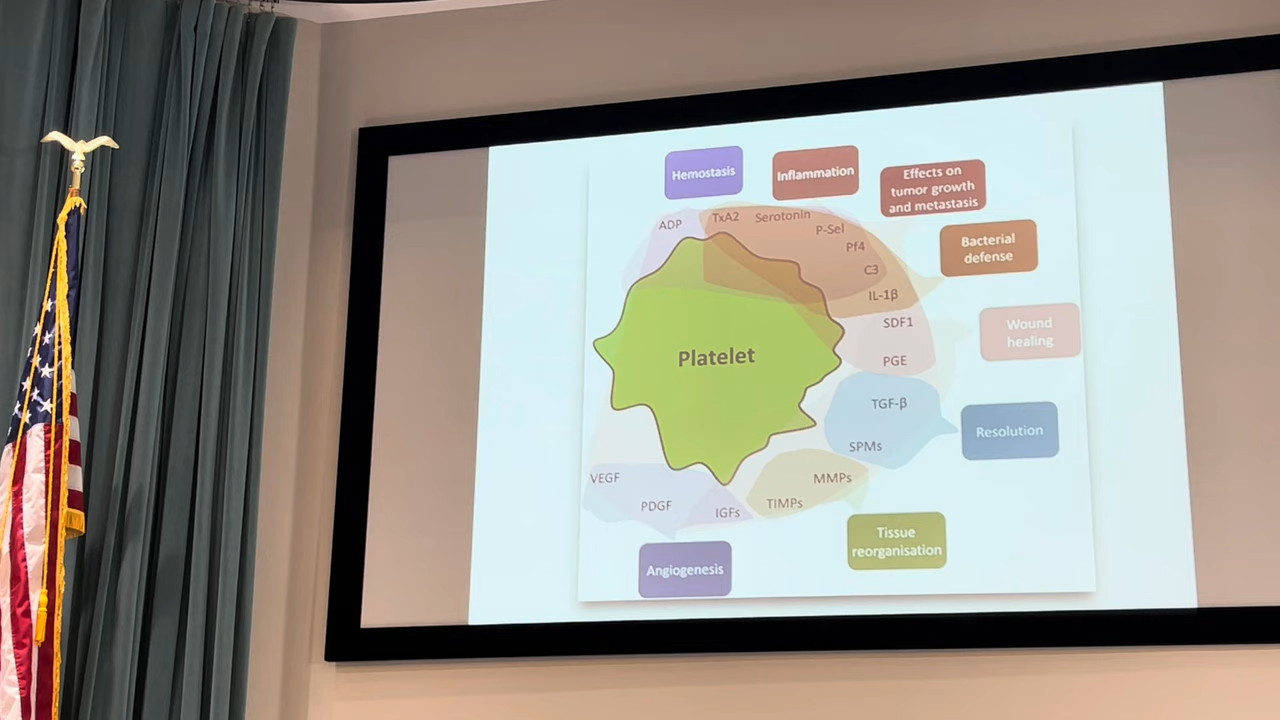 Hemostasis
Inflammation
Effects on
tumor growth
and metastasis
ADP
TxA2
Serotonin
P-Sel
Pf4
C3
IL-1β
Bacterial
defense
SDF1
PGE
Wound
healing
Platelet
TGF-β
SPMs
Resolution
VEGF
PDGF
IGFs
TIMPs
MMPs
Tissue
reorganisation
Angiogenesis